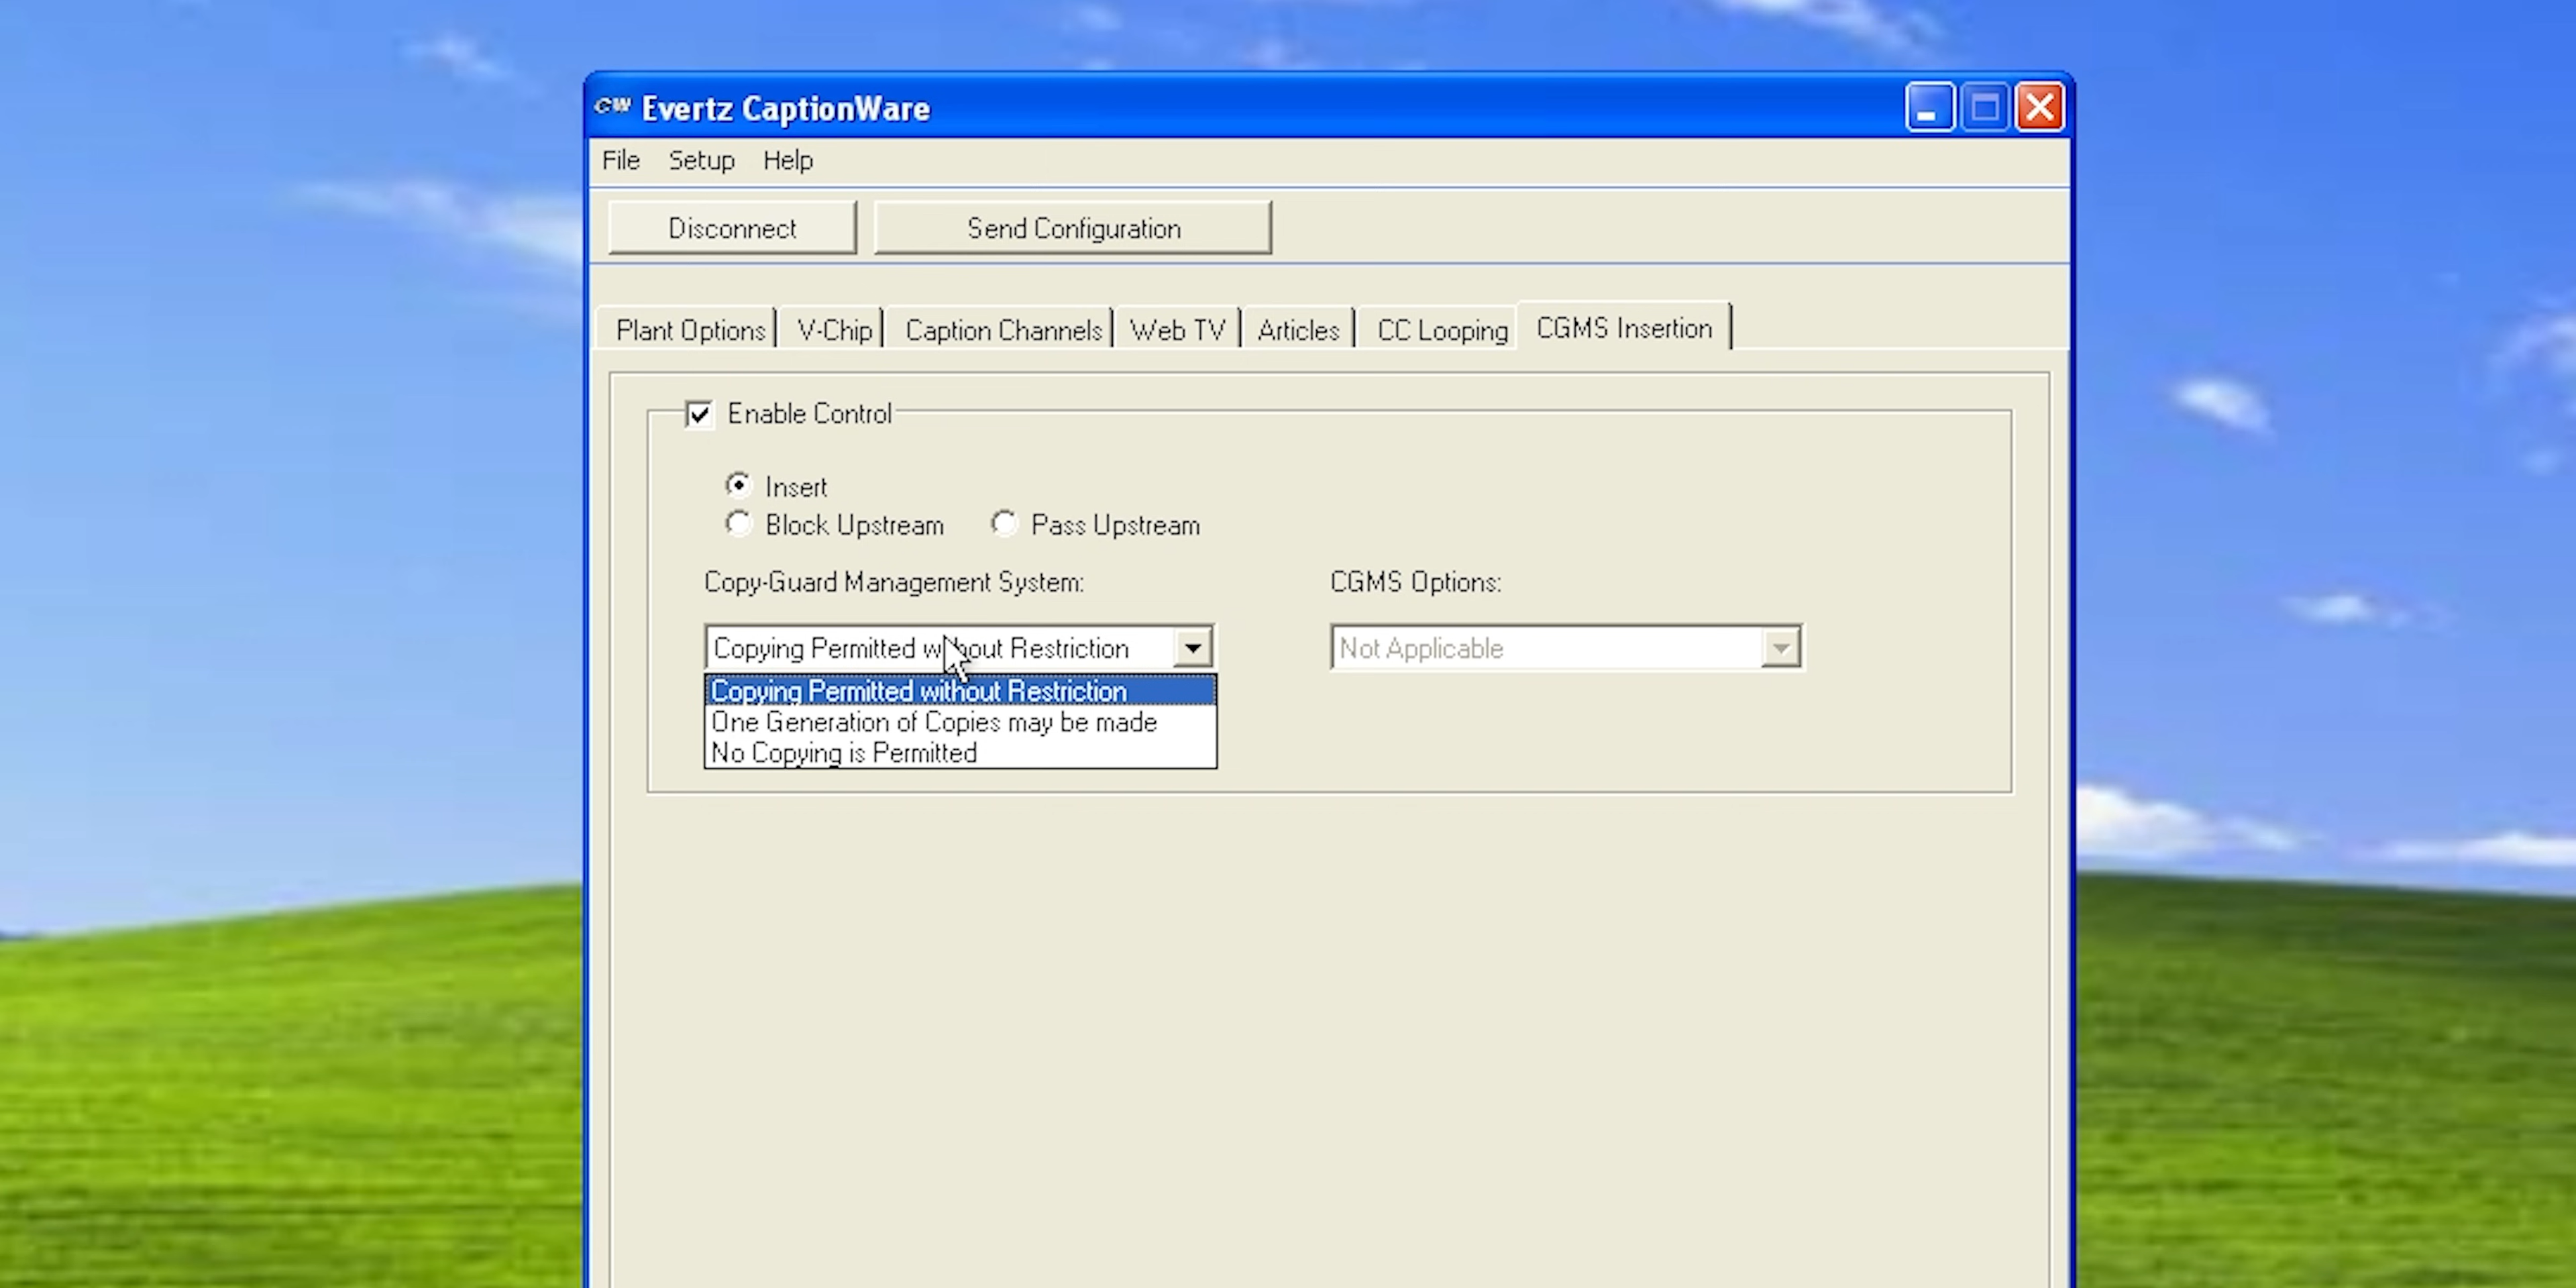 CW Evertz CaptionWare
File Setup Help
Disconnect Send Configuration
Plant Options V-Chip Caption Channels Web TV Articles CC Looping CGMS Insertion
Enable Control
Insert
Block Upstream Pass Upstream
Copy-Guard Management System: CGMS Options:
Copying Permitted without Restriction Not Applicable
Copying Permitted without Restriction
One Generation of Copies may be made
No Copying is Permitted